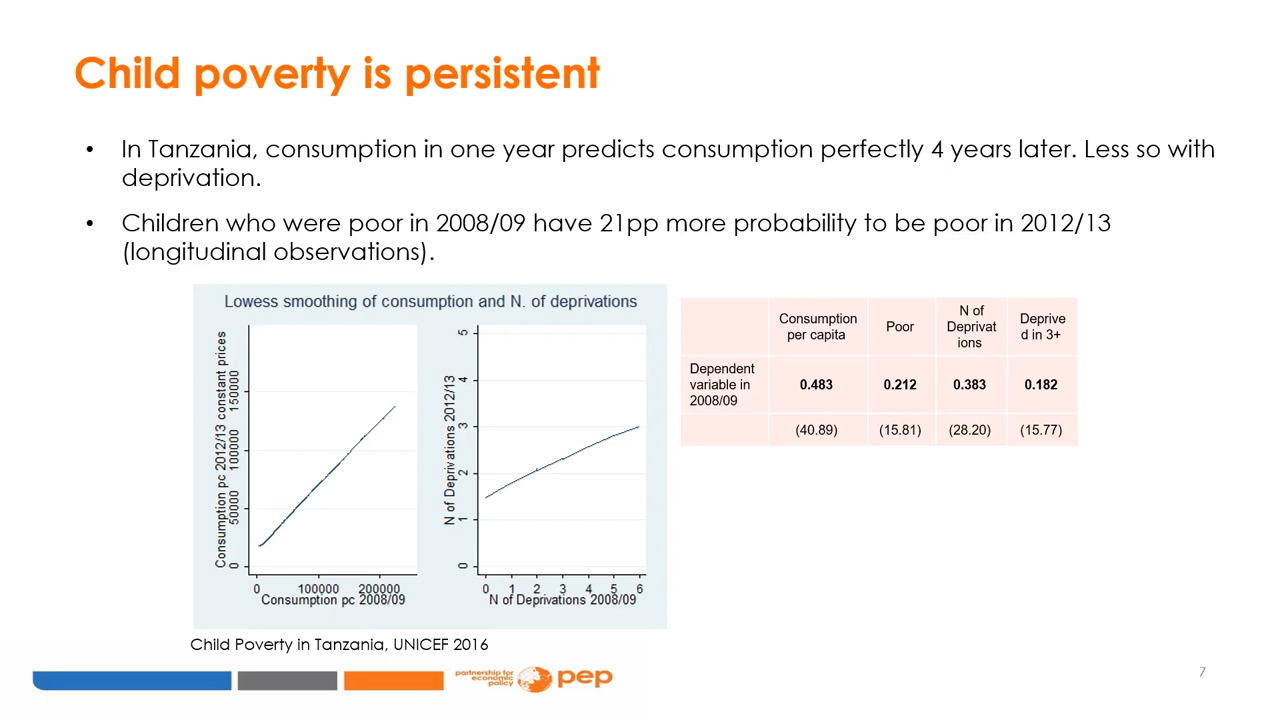 Child poverty is persistent
• In Tanzania, consumption in one year predicts consumption perfectly 4 years later. Less so with
deprivation.
• Children who were poor in 2008/09 have 21pp more probability to be poor in 2012/13
(longitudinal observations).
Lowess smoothing of consumption and N. of deprivations
Consumption pc 2012/13 constant prices
0 50000 100000 150000
0 100000 200000
Consumption pc 2008/09
N of Deprivations 2012/13
0 1 2 3 4 5
0 1 2 3 4 5 6
N of Deprivations 2008/09
Consumption
per capita
Poor
N of
Deprivat
ions
Deprive
d in 3+
Dependent
variable in
2008/09
0.483 0.212 0.383 0.182
(40.89) (15.81) (28.20) (15.77)
Child Poverty in Tanzania, UNICEF 2016
partnership for
economic
policy
pep
7